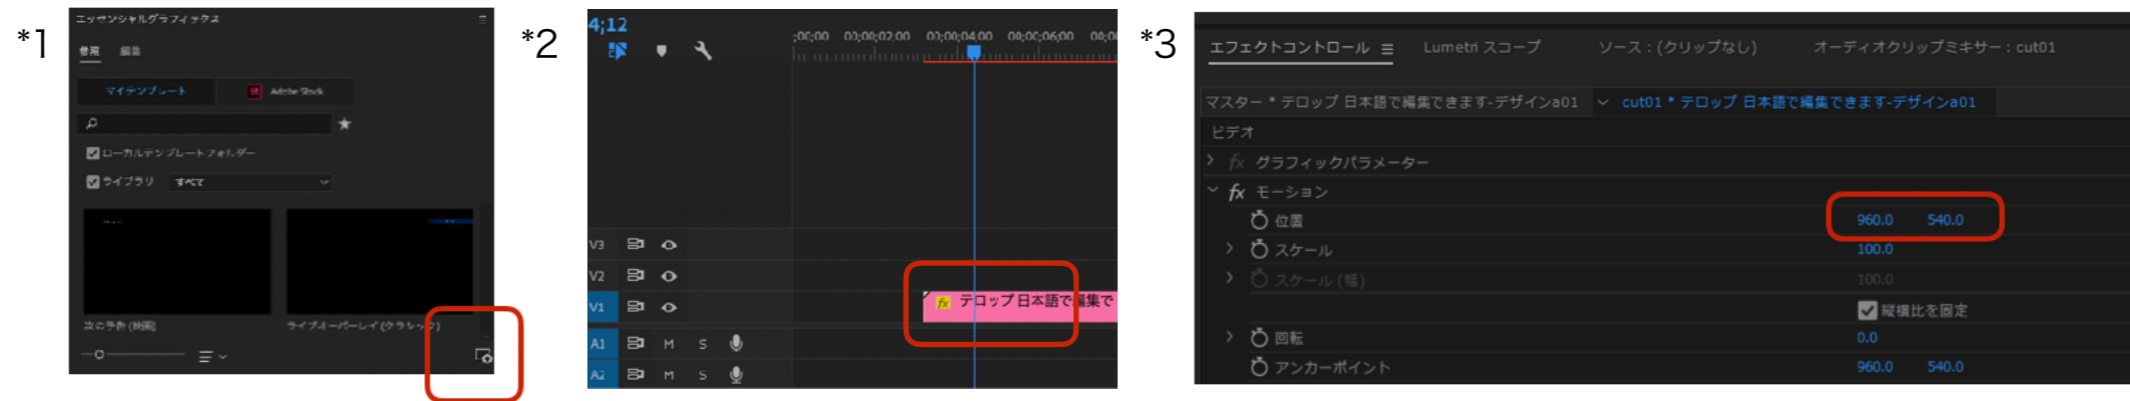 *1
エッセンシャルグラフィックス
参照 編集
マイテンプレート St Adobe Stock
ローカルテンプレートフォルダー
ライブラリ すべて
次の予告 (映画) ライブオーバーレイ (クラシック)
*2
4;12
;00;00 00;00;02;00 00;00;04;00 00;00;06;00 00;00
V3
V2
V1 fx テロップ 日本語で編集で
A1 M S
A2 M S
*3
エフェクトコントロール Lumetri スコープ ソース : (クリップなし) オーディオクリップミキサー : cut01
マスター * テロップ 日本語で編集できます-デザインa01 cut01 * テロップ 日本語で編集できます-デザインa01
ビデオ
fx グラフィックパラメーター
fx モーション
位置 960.0 540.0
スケール 100.0
スケール (幅) 100.0
縦横比を固定
回転 0.0
アンカーポイント 960.0 540.0